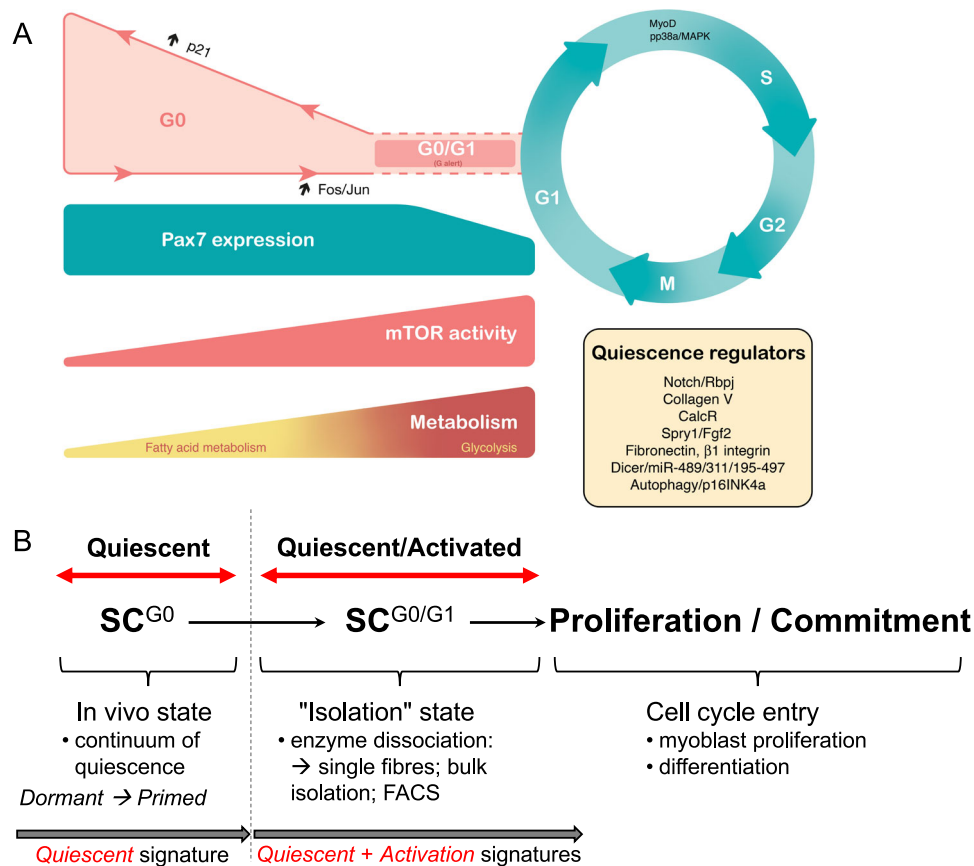 A
p21
G0
G0/G1
(G alert)
Fos/Jun
MyoD
pp38a/MAPK
S
G1
G2
M
Pax7 expression
mTOR activity
Metabolism
Fatty acid metabolism
Glycolysis
Quiescence regulators
Notch/Rbpj
Collagen V
CalcR
Spry1/Fgf2
Fibronectin, β1 integrin
Dicer/miR-489/311/195-497
Autophagy/p16INK4a
B
Quiescent
Quiescent/Activated
SCG0
SCG0/G1
Proliferation / Commitment
In vivo state
• continuum of
quiescence
Dormant → Primed
"Isolation" state
• enzyme dissociation:
→ single fibres; bulk
isolation; FACS
Cell cycle entry
• myoblast proliferation
• differentiation
Quiescent signature
Quiescent + Activation signatures